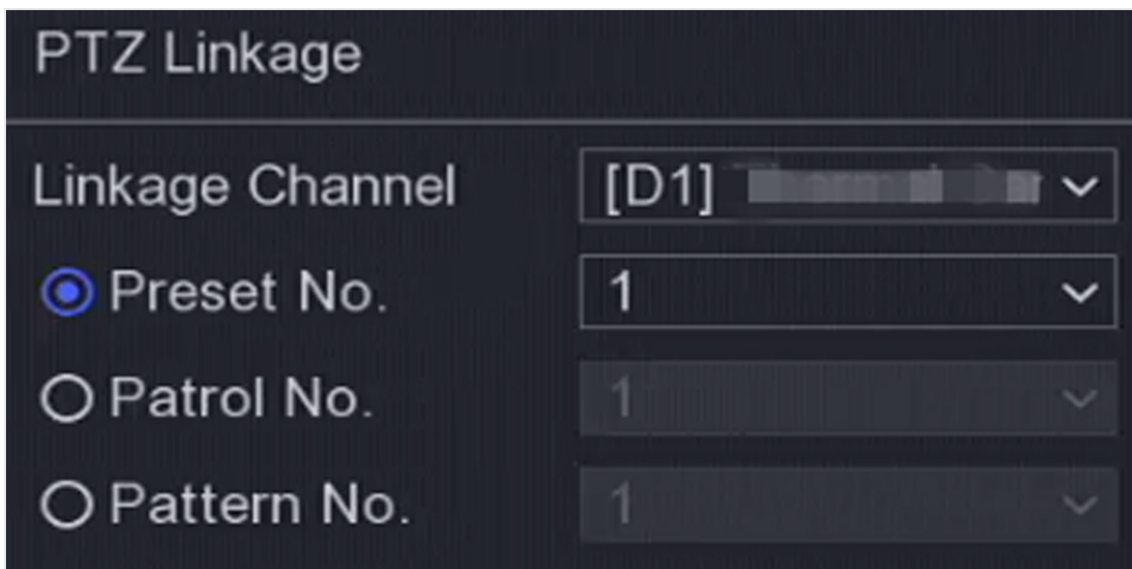 PTZ Linkage
Linkage Channel [D1]
Preset No. 1
Patrol No. 1
Pattern No. 1